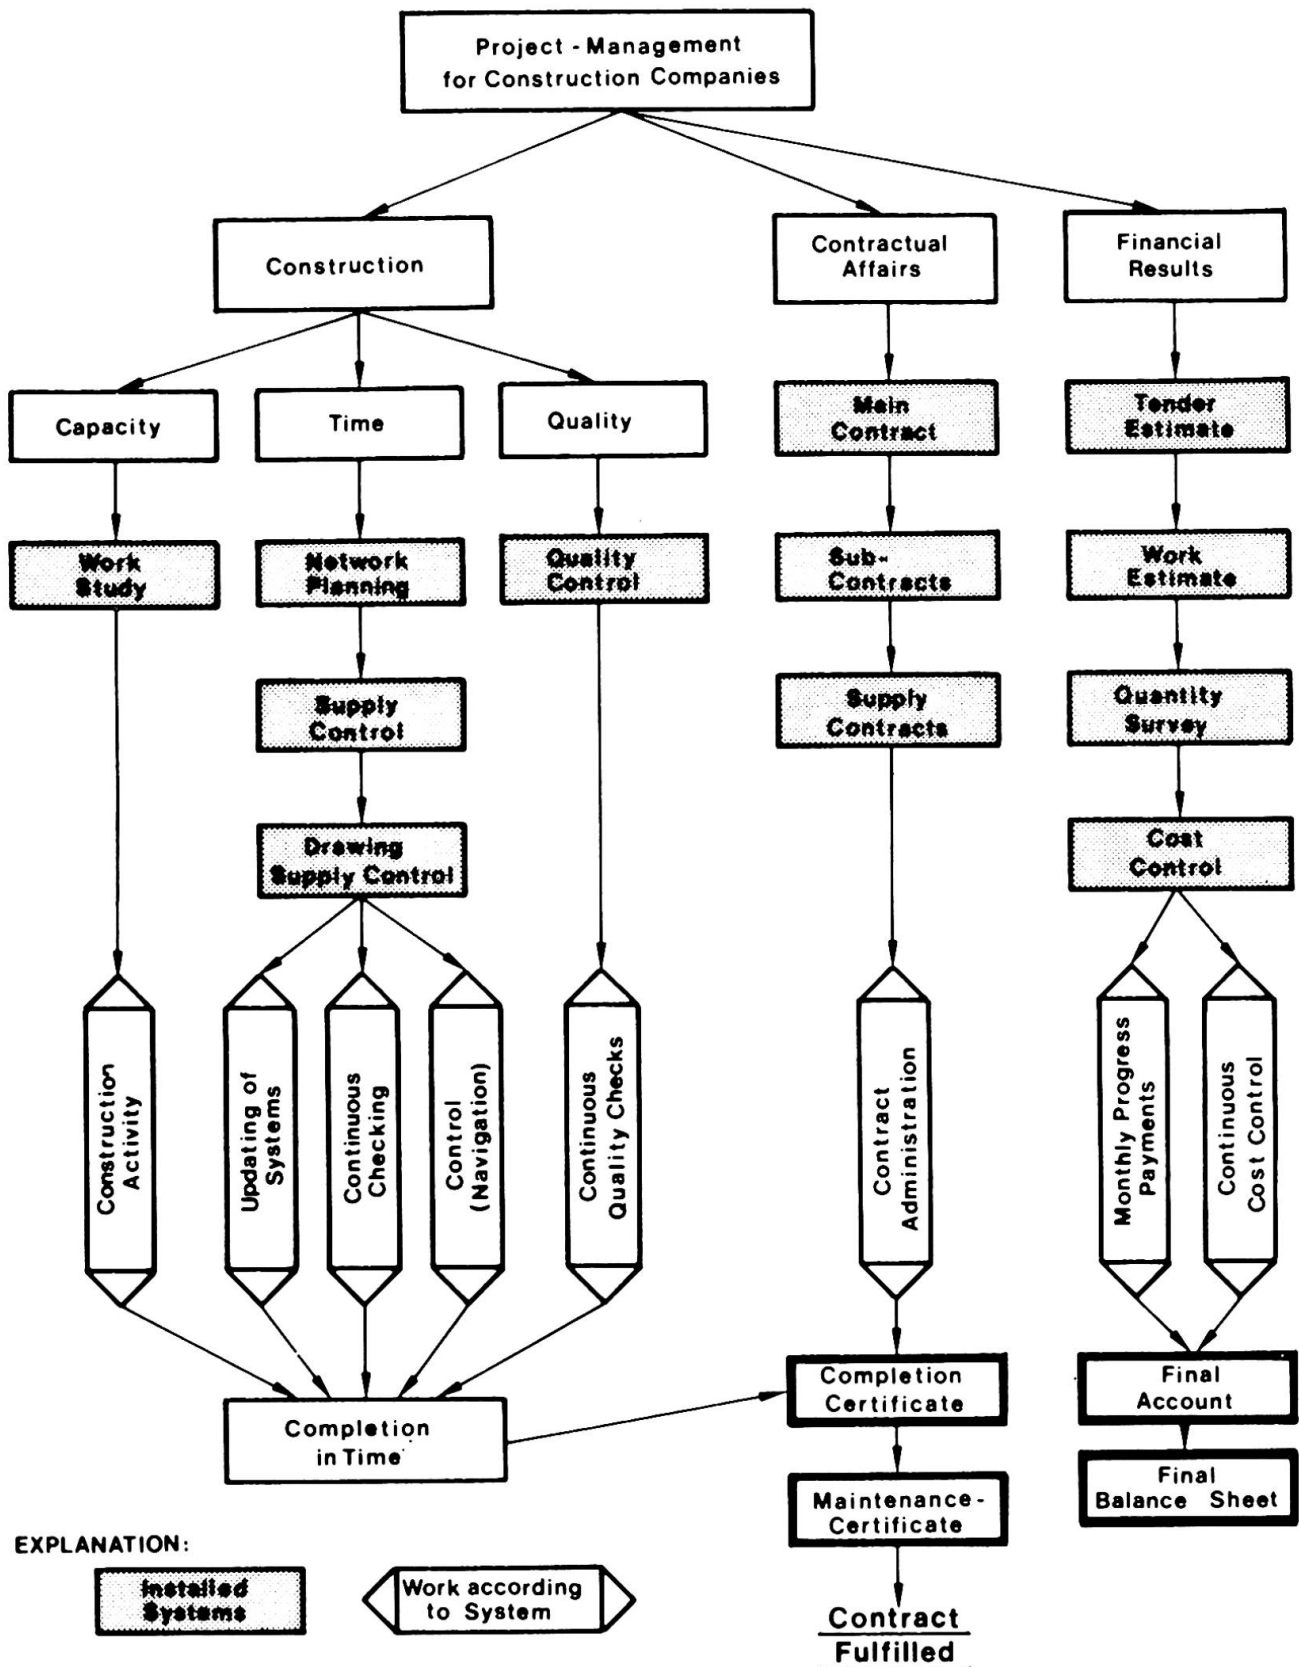 Project - Management
for Construction Companies
Construction
Contractual
Affairs
Financial
Results
Capacity
Time
Quality
Main
Contract
Tender
Estimate
Work
Study
Network
Planning
Quality
Control
Sub-
Contracts
Work
Estimate
Supply
Control
Supply
Contracts
Quantity
Survey
Drawing
Supply Control
Cost
Control
Construction
Activity
Updating of
Systems
Continuous
Checking
Control
(Navigation)
Continuous
Quality Checks
Contract
Administration
Monthly Progress
Payments
Continuous
Cost Control
Completion
in Time
Completion
Certificate
Final
Account
Maintenance-
Certificate
Final
Balance Sheet
EXPLANATION:
Installed
Systems
Work according
to System
Contract
Fulfilled